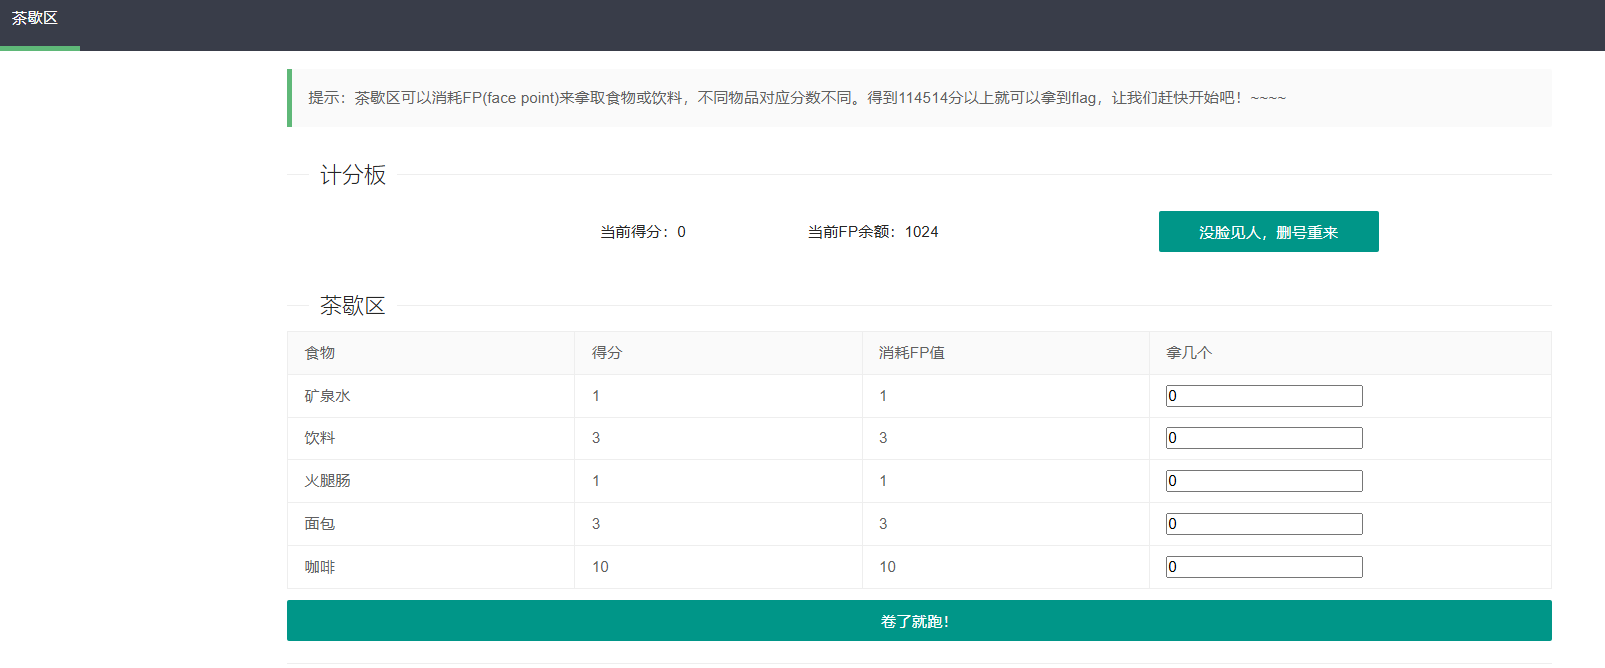 茶歇区
提示：茶歇区可以消耗FP(face point)来拿取食物或饮料，不同物品对应分数不同。得到114514分以上就可以拿到flag，让我们赶快开始吧！~~~~
计分板
当前得分：0 当前FP余额：1024 没脸见人，删号重来
茶歇区
食物 得分 消耗FP值 拿几个
矿泉水 1 1 0
饮料 3 3 0
火腿肠 1 1 0
面包 3 3 0
咖啡 10 10 0
卷了就跑！